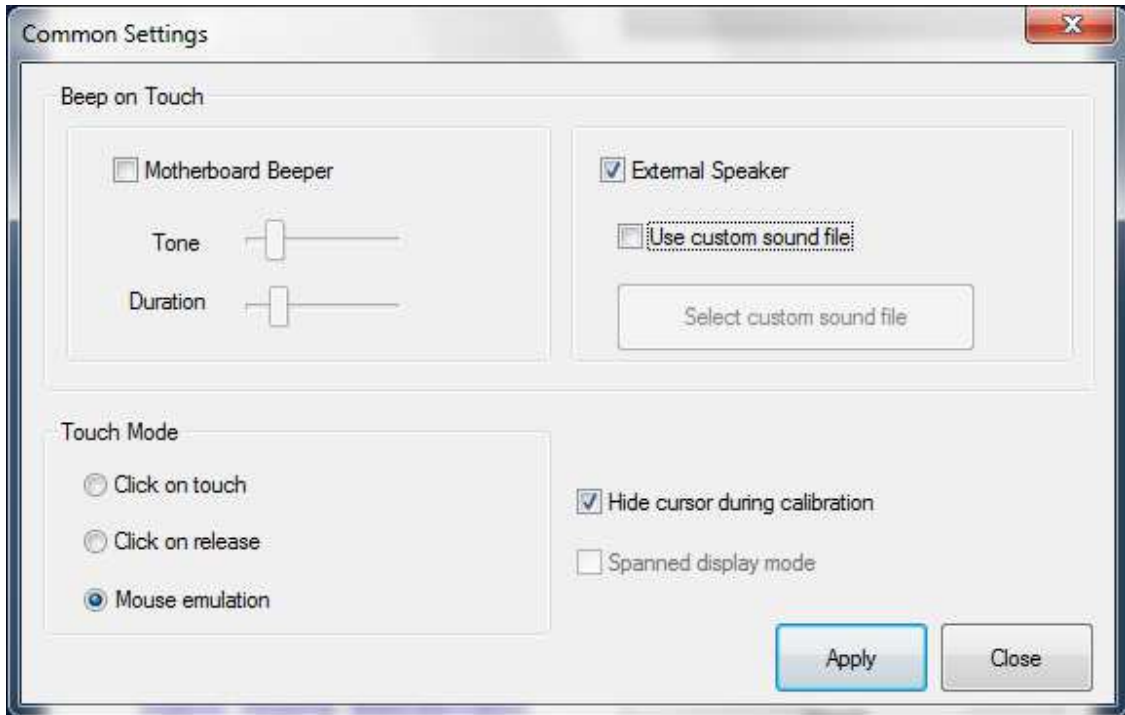 Common Settings
Beep on Touch
Motherboard Beeper
Tone
Duration
External Speaker
Use custom sound file
Select custom sound file
Touch Mode
Click on touch
Click on release
Mouse emulation
Hide cursor during calibration
Spanned display mode
Apply
Close